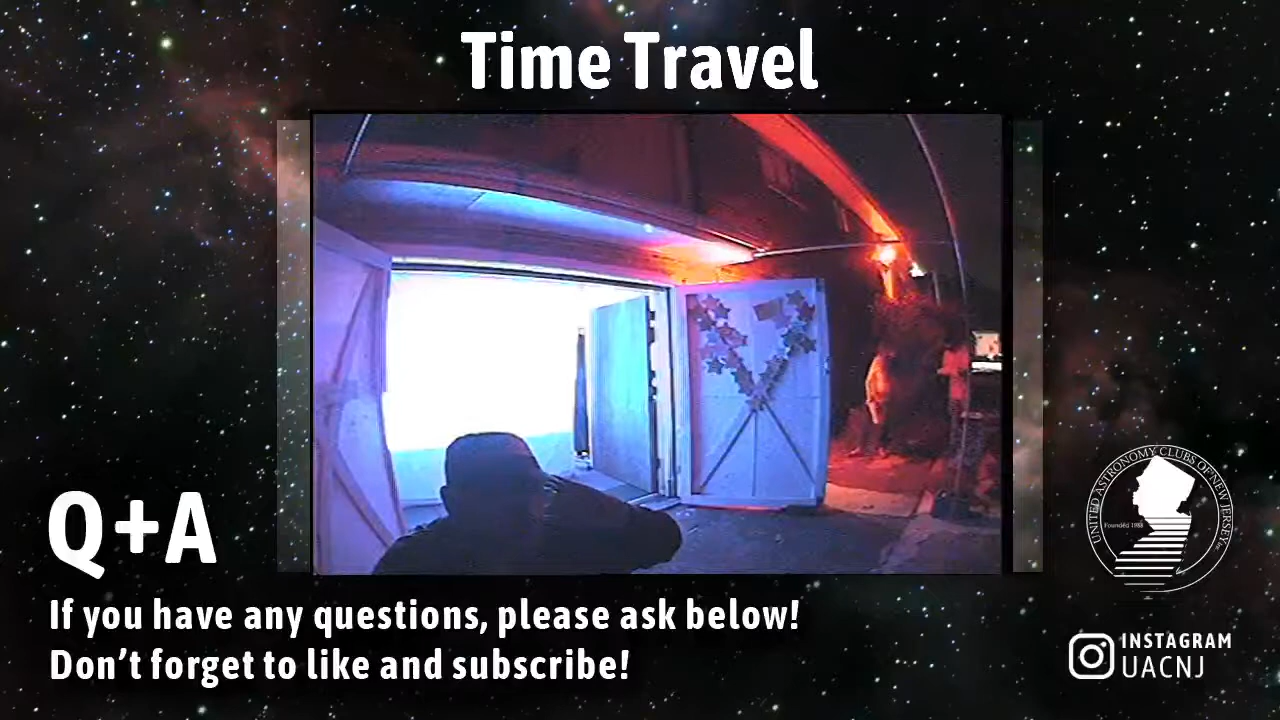 Time Travel
Q+A
If you have any questions, please ask below!
Don't forget to like and subscribe!
UNITED ASTRONOMY CLUBS OF NEW JERSEY
Founded 1988
INSTAGRAM
UACNJ